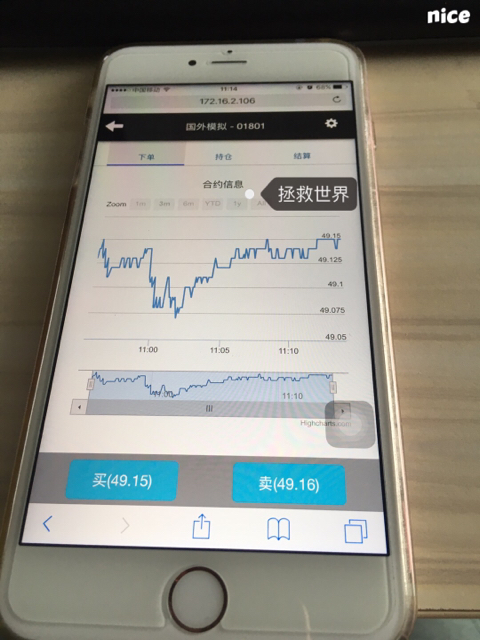 nice
中国移动
11:14
68%
172.16.2.106
国外模拟 - 01801
下单 持仓 结算
合约信息
拯救世界
Zoom 1m 3m 6m YTD 1y
49.15
49.125
49.1
49.075
49.05
11:00 11:05 11:10
11:00 11:10
Highcharts.com
买(49.15) 卖(49.16)